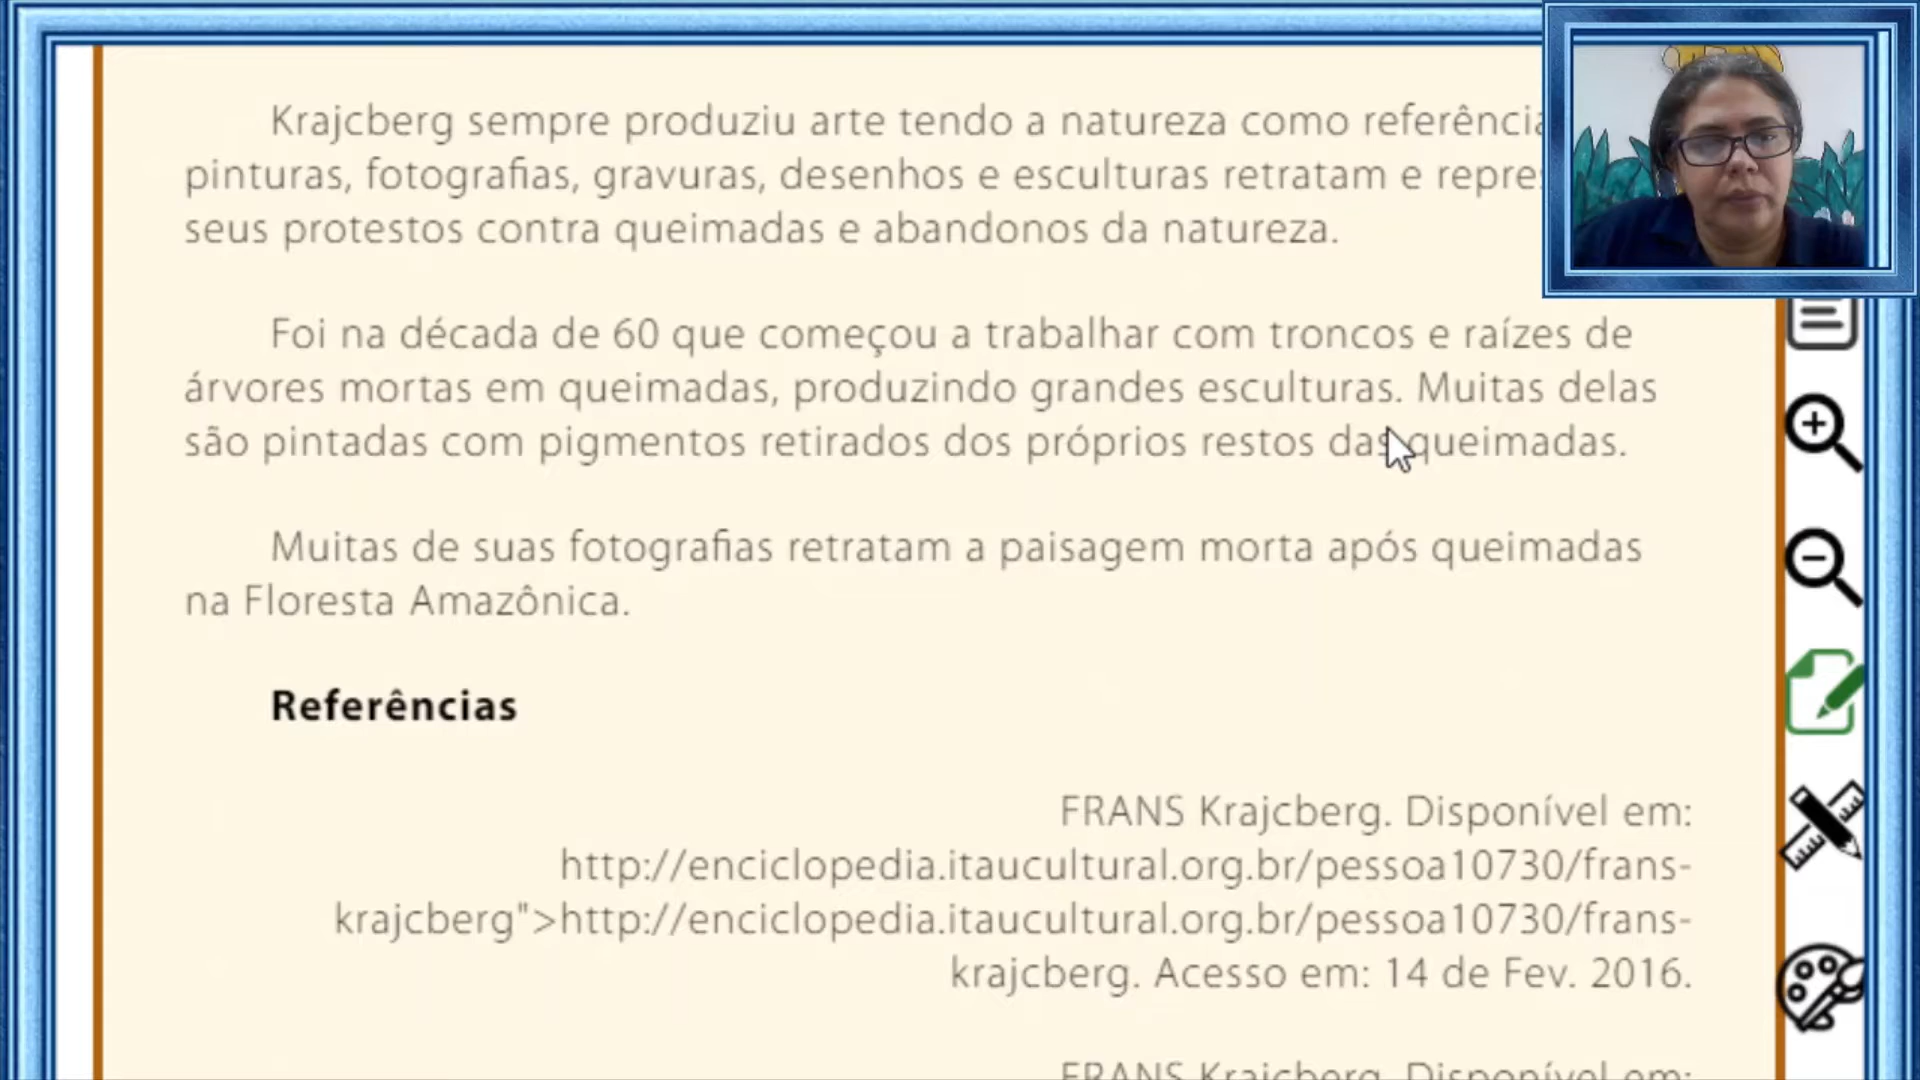 Krajcberg sempre produziu arte tendo a natureza como referência
pinturas, fotografias, gravuras, desenhos e esculturas retratam e
seus protestos contra queimadas e abandonos da natureza.
Foi na década de 60 que começou a trabalhar com troncos e raízes de
árvores mortas em queimadas, produzindo grandes esculturas. Muitas delas
são pintadas com pigmentos retirados dos próprios restos das queimadas.
Muitas de suas fotografias retratam a paisagem morta após queimadas
na Floresta Amazônica.
Referências
FRANS Krajcberg. Disponível em:
http://enciclopedia.itaucultural.org.br/pessoa10730/frans-
krajcberg">http://enciclopedia.itaucultural.org.br/pessoa10730/frans-
krajcberg. Acesso em: 14 de Fev. 2016.
FRANS Krajcberg. Disponível em: